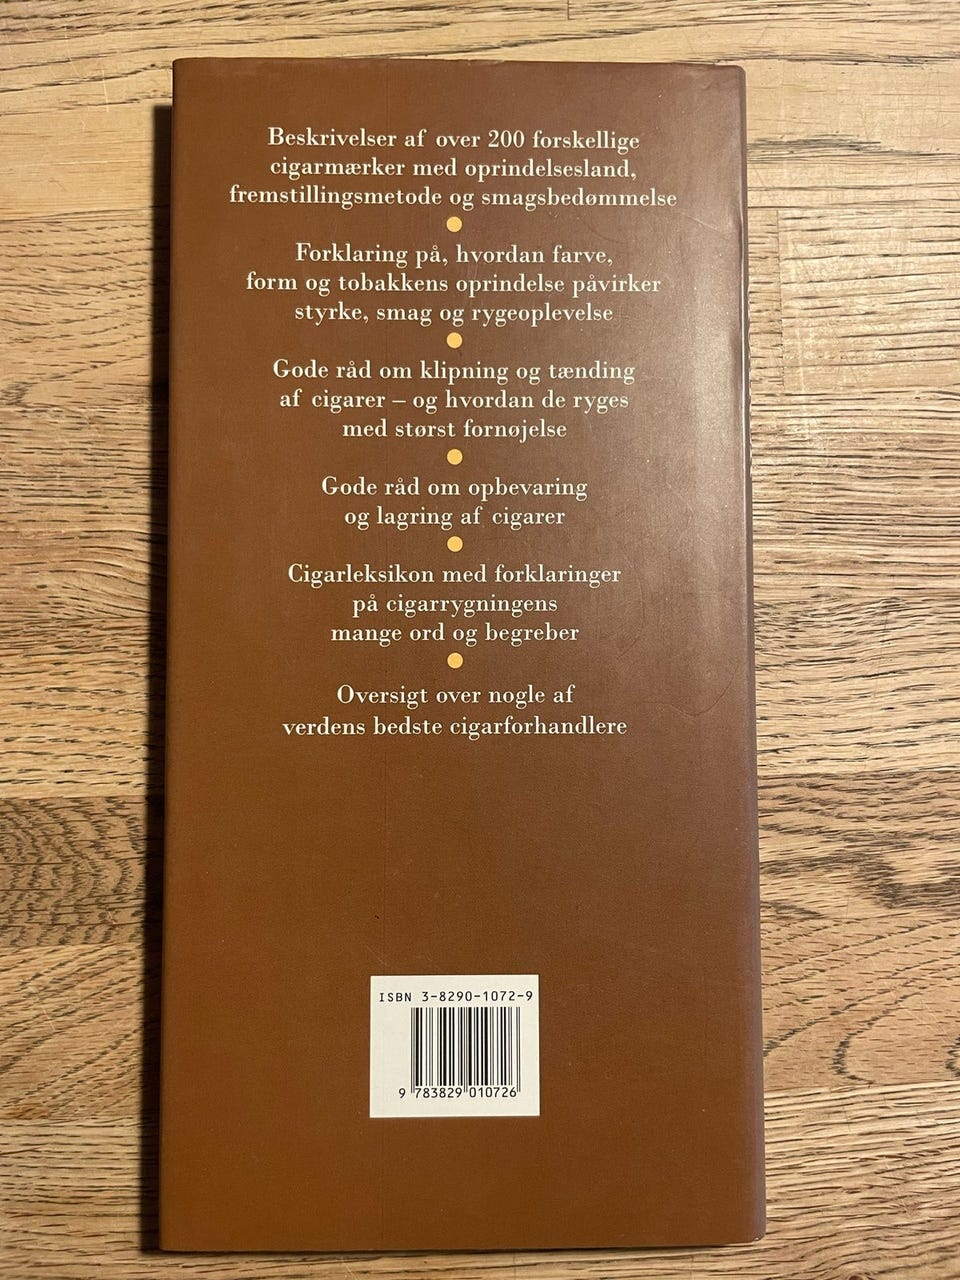 Beskrivelser af over 200 forskellige
cigarmærker med oprindelsesland,
fremstillingsmetode og smagsbedømmelse
Forklaring på, hvordan farve,
form og tobakkens oprindelse påvirker
styrke, smag og rygeoplevelse
Gode råd om klipning og tænding
af cigarer – og hvordan de ryges
med størst fornøjelse
Gode råd om opbevaring
og lagring af cigarer
Cigarleksikon med forklaringer
på cigarrygningens
mange ord og begreber
Oversigt over nogle af
verdens bedste cigarforhandlere
ISBN 3-8290-1072-9
9 783829 010726